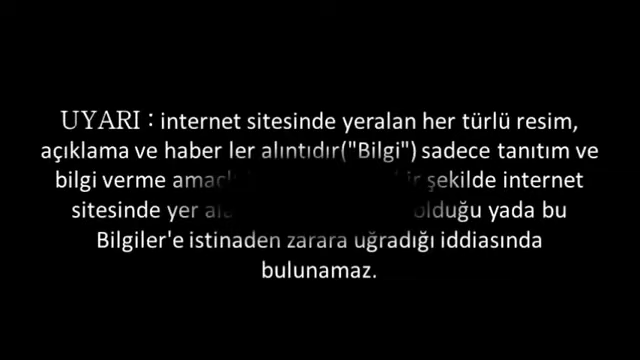 UYARI : internet sitesinde yeralan her türlü resim,
açıklama ve haber ler alıntıdır("Bilgi") sadece tanıtım ve
bilgi verme şekilde internet
sitesinde yer olduğu yada bu
Bilgiler'e istinaden zarara uğradığı iddiasında
bulunamaz.